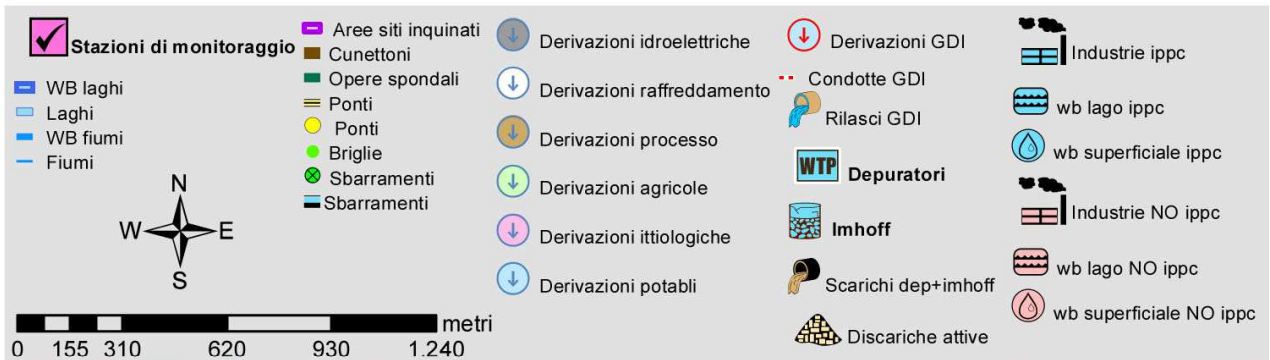 Stazioni di monitoraggio
WB laghi
Laghi
WB fiumi
Fiumi
N
W E
S
metri
0 155 310 620 930 1.240
Aree siti inquinati
Cunettoni
Opere spondali
Ponti
Ponti
Briglie
Sbarramenti
Sbarramenti
Derivazioni idroelettriche
Derivazioni raffreddamento
Derivazioni processo
Derivazioni agricole
Derivazioni ittiologiche
Derivazioni potabli
Derivazioni GDI
Condotte GDI
Rilasci GDI
WTP Depuratori
Imhoff
Scarichi dep+imhoff
Discariche attive
Industrie ippc
wb lago ippc
wb superficiale ippc
Industrie NO ippc
wb lago NO ippc
wb superficiale NO ippc